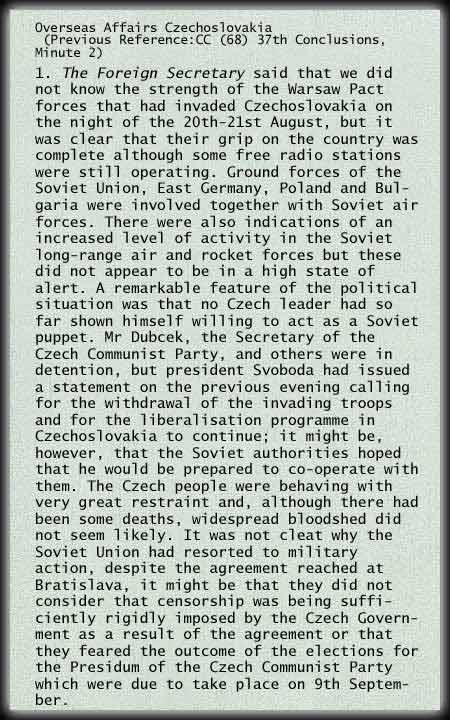 Overseas Affairs Czechoslovakia
(Previous Reference:CC (68) 37th Conclusions,
Minute 2)
1. The Foreign Secretary said that we did
not know the strength of the Warsaw Pact
forces that had invaded Czechoslovakia on
the night of the 20th-21st August, but it
was clear that their grip on the country was
complete although some free radio stations
were still operating. Ground forces of the
Soviet Union, East Germany, Poland and Bul-
garia were involved together with Soviet air
forces. There were also indications of an
increased level of activity in the Soviet
long-range air and rocket forces but these
did not appear to be in a high state of
alert. A remarkable feature of the political
situation was that no Czech leader had so
far shown himself willing to act as a Soviet
puppet. Mr Dubcek, the Secretary of the
Czech Communist Party, and others were in
detention, but president Svoboda had issued
a statement on the previous evening calling
for the withdrawal of the invading troops
and for the liberalisation programme in
Czechoslovakia to continue; it might be,
however, that the Soviet authorities hoped
that he would be prepared to co-operate with
them. The Czech people were behaving with
very great restraint and, although there had
been some deaths, widespread bloodshed did
not seem likely. It was not cleat why the
Soviet Union had resorted to military
action, despite the agreement reached at
Bratislava, it might be that they did not
consider that censorship was being suffi-
ciently rigidly imposed by the Czech Govern-
ment as a result of the agreement or that
they feared the outcome of the elections for
the Presidum of the Czech Communist Party
which were due to take place on 9th Septem-
ber.